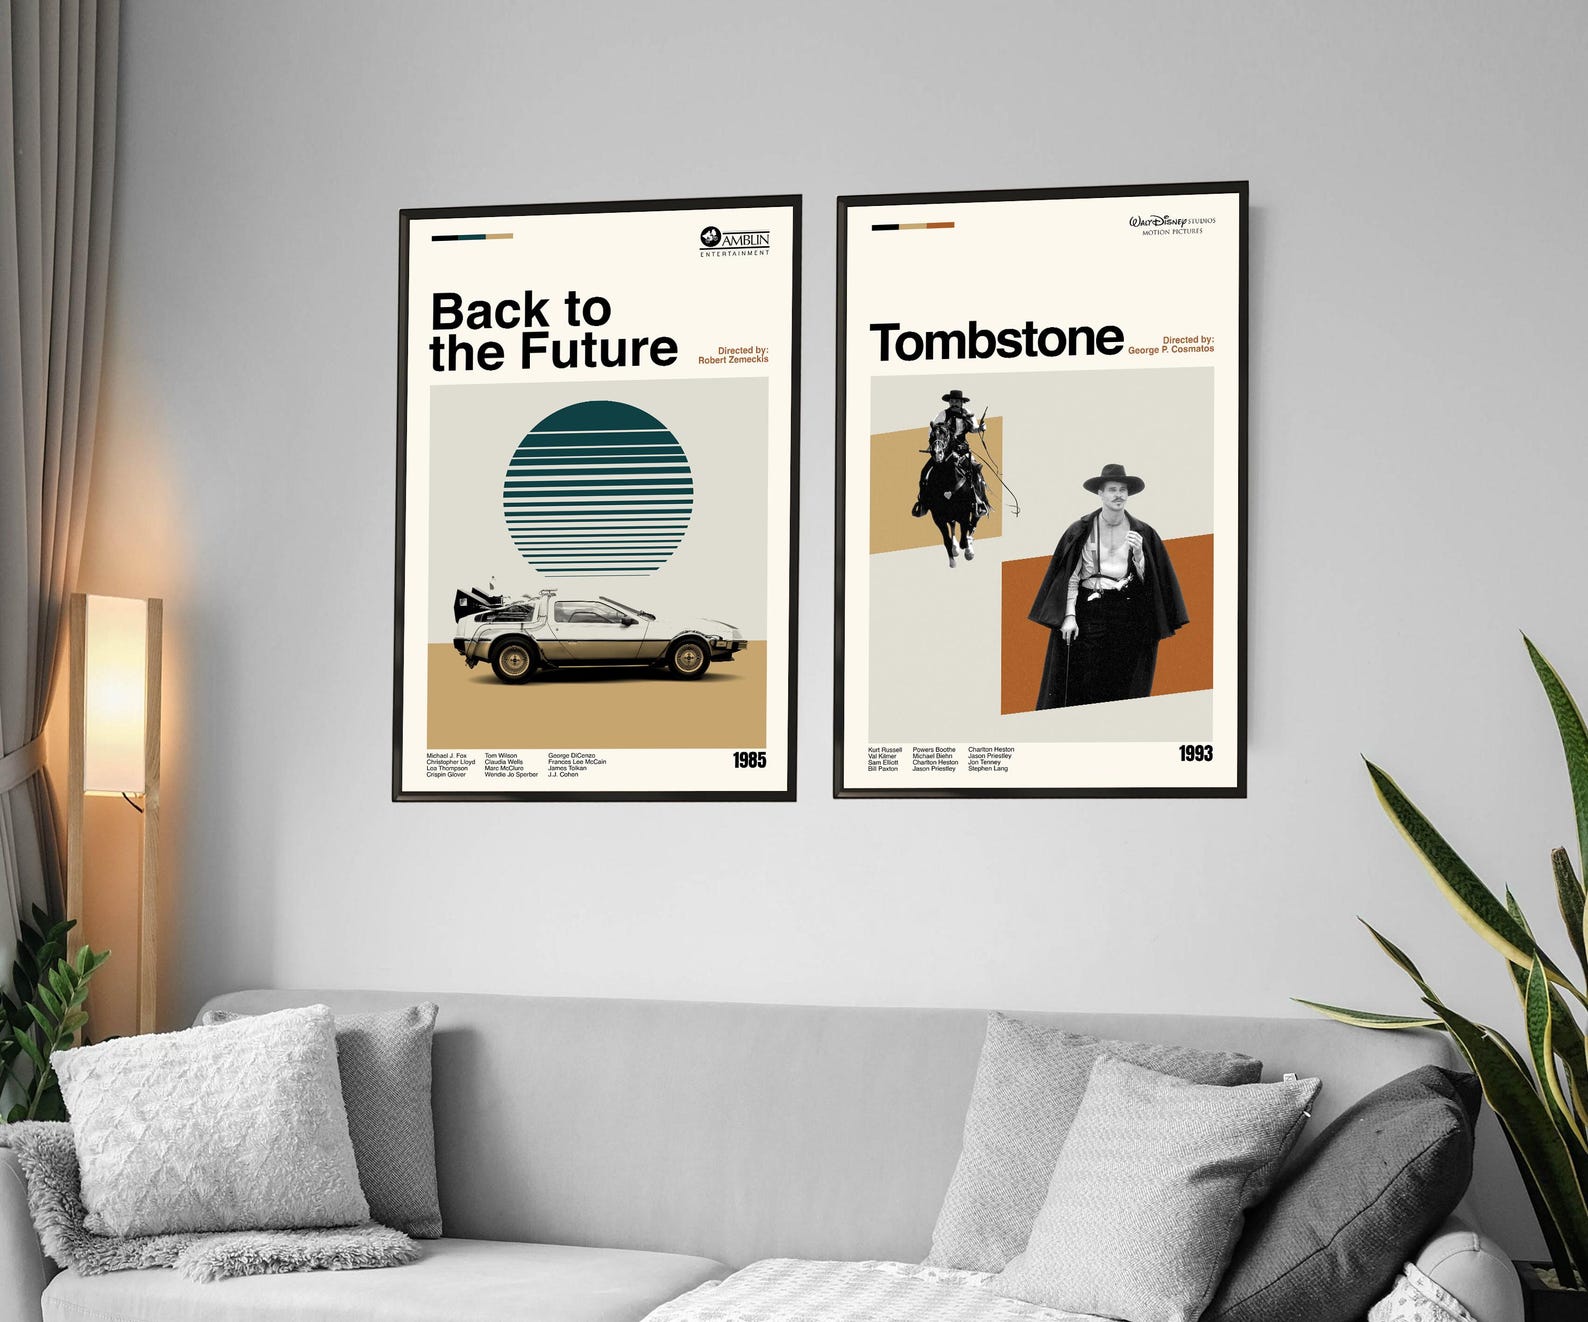 AMBLIN
ENTERTAINMENT
Back to
the Future
Directed by:
Robert Zemeckis
Michael J. Fox
Christopher Lloyd
Lea Thompson
Crispin Glover
Tom Wilson
Claudia Wells
Marc McClure
Wendie Jo Sperber
George DiCenzo
Frances Lee McCain
James Tolkan
J.J. Cohen
1985
WALT DISNEY STUDIOS
MOTION PICTURES
Tombstone
Directed by:
George P. Cosmatos
Kurt Russell
Val Kilmer
Sam Elliott
Bill Paxton
Powers Boothe
Michael Biehn
Charlton Heston
Jason Priestley
Charlton Heston
Jason Priestley
Jon Tenney
Stephen Lang
1993